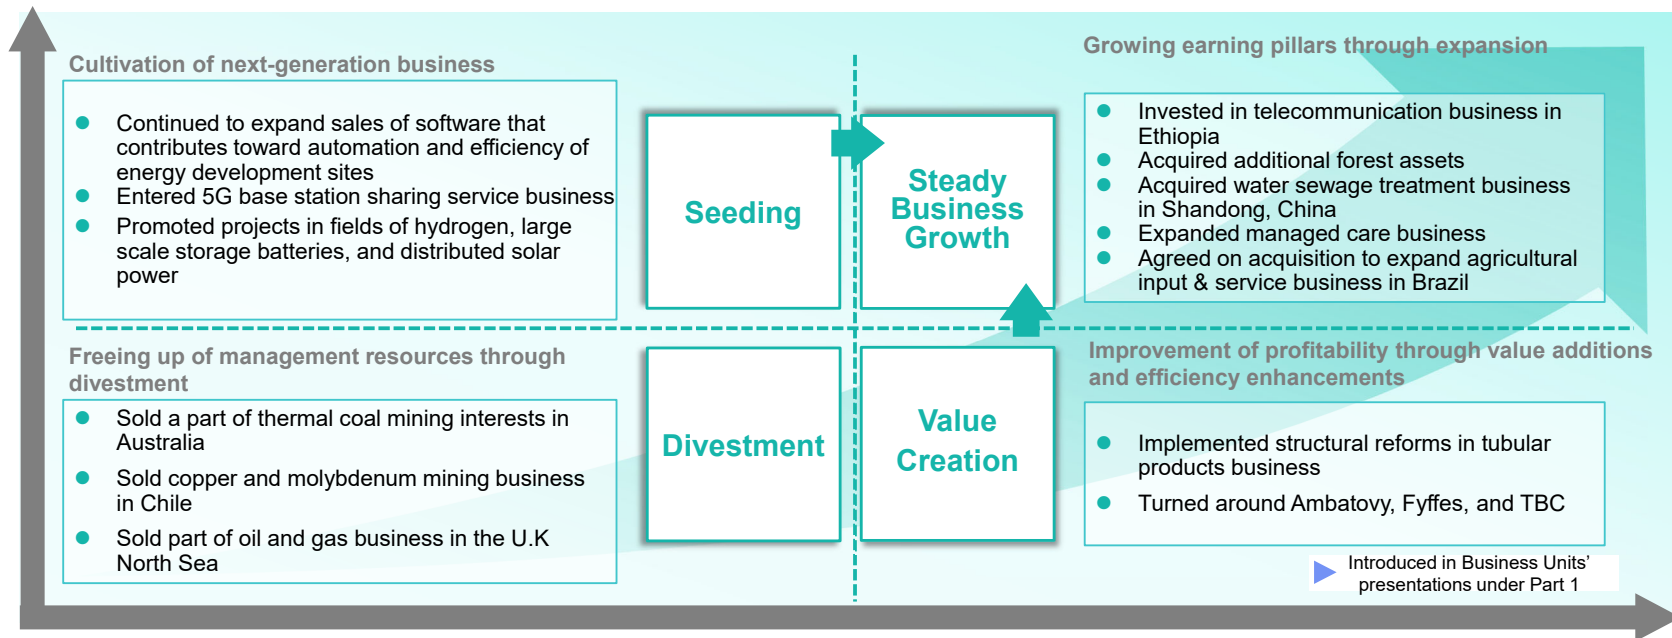 Cultivation of next-generation business
Continued to expand sales of software that
contributes toward automation and efficiency of
energy development sites
Entered 5G base station sharing service business
Promoted projects in fields of hydrogen, large
scale storage batteries, and distributed solar
power
Seeding
Steady
Business
Growth
Growing earning pillars through expansion
Invested in telecommunication business in
Ethiopia
Acquired additional forest assets
Acquired water sewage treatment business
in Shandong, China
Expanded managed care business
Agreed on acquisition to expand agricultural
input & service business in Brazil
Freeing up of management resources through
divestment
Sold a part of thermal coal mining interests in
Australia
Sold copper and molybdenum mining business
in Chile
Sold part of oil and gas business in the U.K
North Sea
Divestment
Value
Creation
Improvement of profitability through value additions
and efficiency enhancements
Implemented structural reforms in tubular
products business
Turned around Ambatovy, Fyffes, and TBC
Introduced in Business Units’
presentations under Part 1